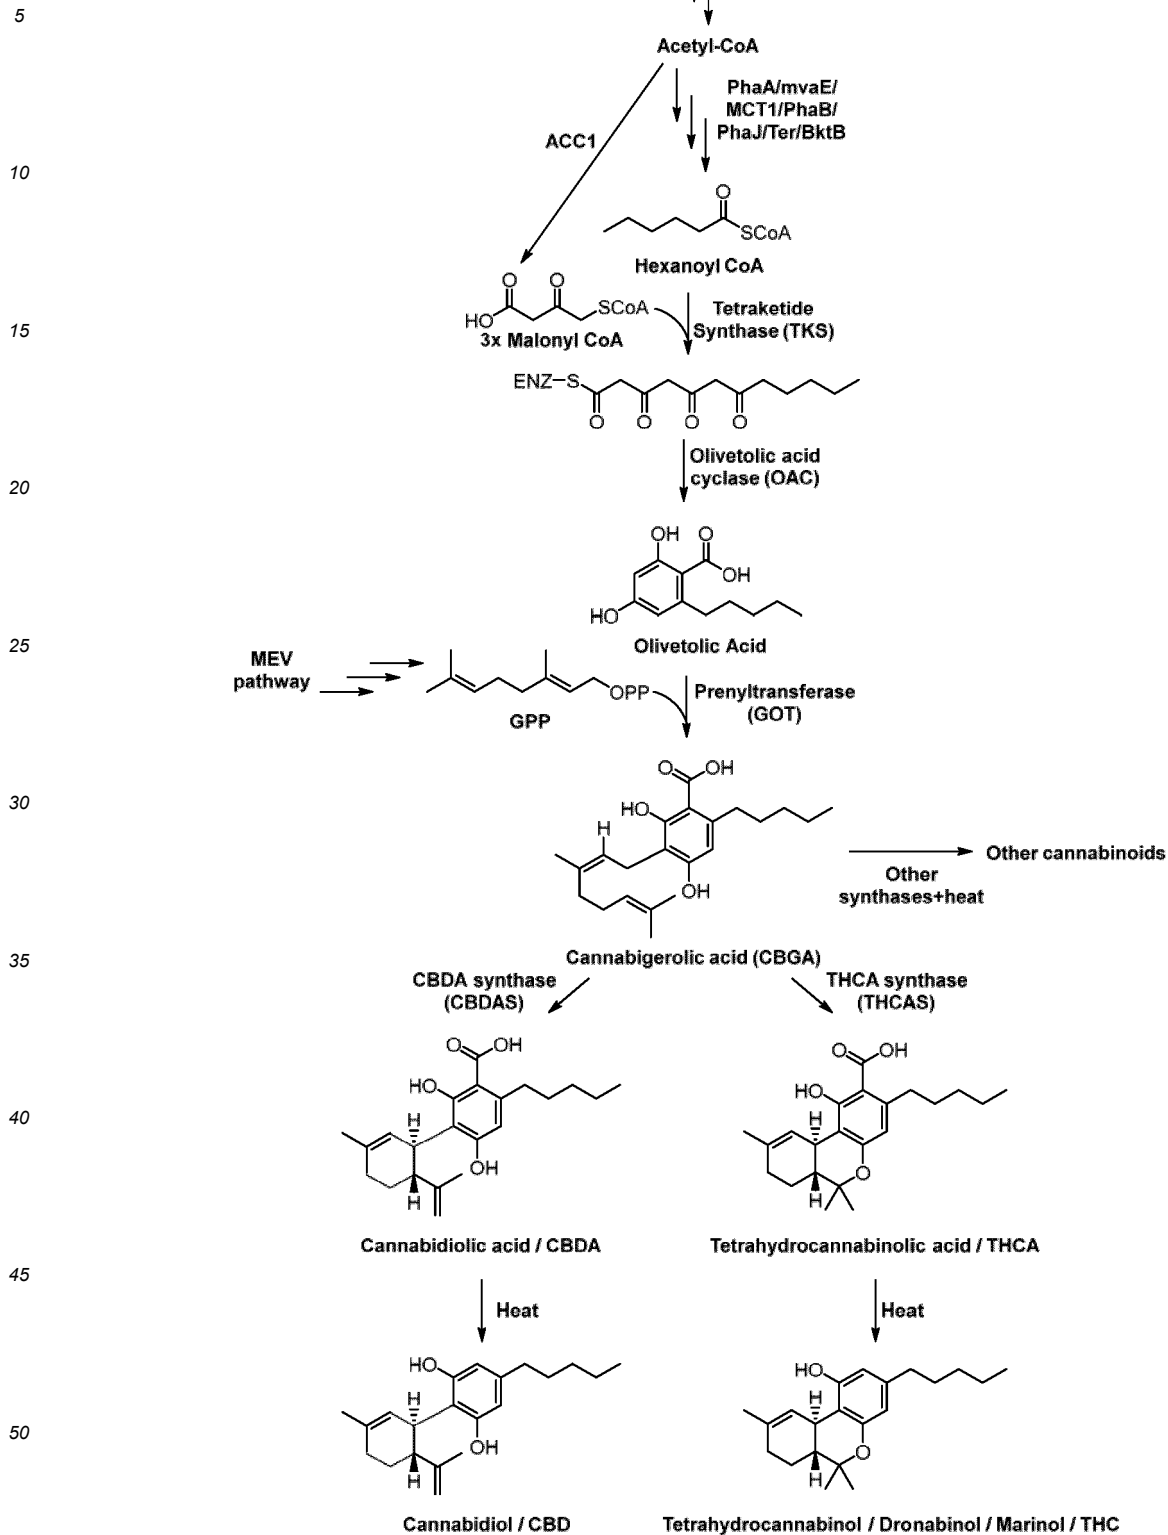 5
Acetyl-CoA
PhaA/mvaE/
MCT1/PhaB/
PhaJ/Ter/BktB
ACC1
10
O
SCoA
Hexanoyl CoA
O O
HO SCoA
3x Malonyl CoA
Tetraketide
Synthase (TKS)
15
ENZ-S
O O O O
Olivetolic acid
cyclase (OAC)
20
OH O
OH
HO
Olivetolic Acid
25
MEV
pathway
OPP
GPP
Prenyltransferase
(GOT)
O OH
30
HO
H
OH
Other cannabinoids
Other
synthases+heat
35
Cannabigerolic acid (CBGA)
CBDA synthase
(CBDAS)
THCA synthase
(THCAS)
O OH
O OH
HO
HO
40
H
H
OH
O
H
H
Cannabidiolic acid / CBDA
Tetrahydrocannabinolic acid / THCA
45
Heat
Heat
HO
HO
H
H
50
OH
O
H
H
Cannabidiol / CBD
Tetrahydrocannabinol / Dronabinol / Marinol / THC